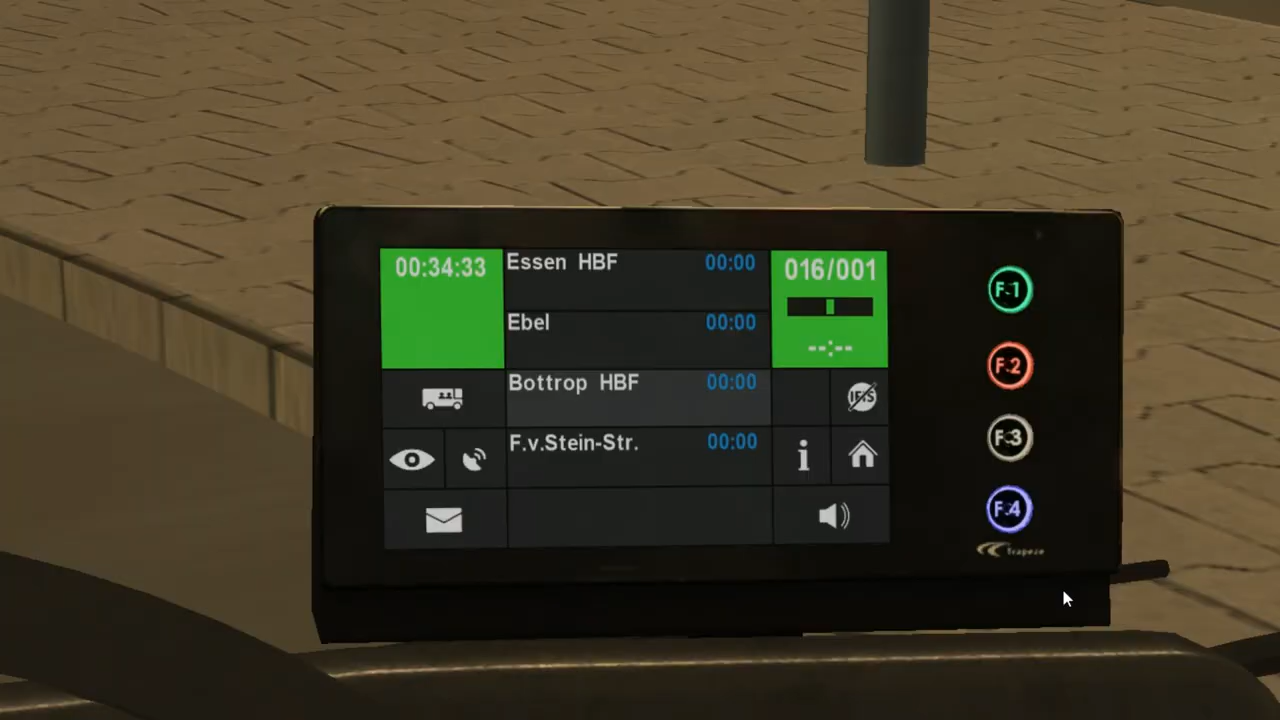 00:34:33
Essen HBF 00:00
016/001
Ebel 00:00
--:--
Bottrop HBF 00:00
IFIS
F.v.Stein-Str. 00:00
i
F-1
F-2
F-3
F-4
Trapeze